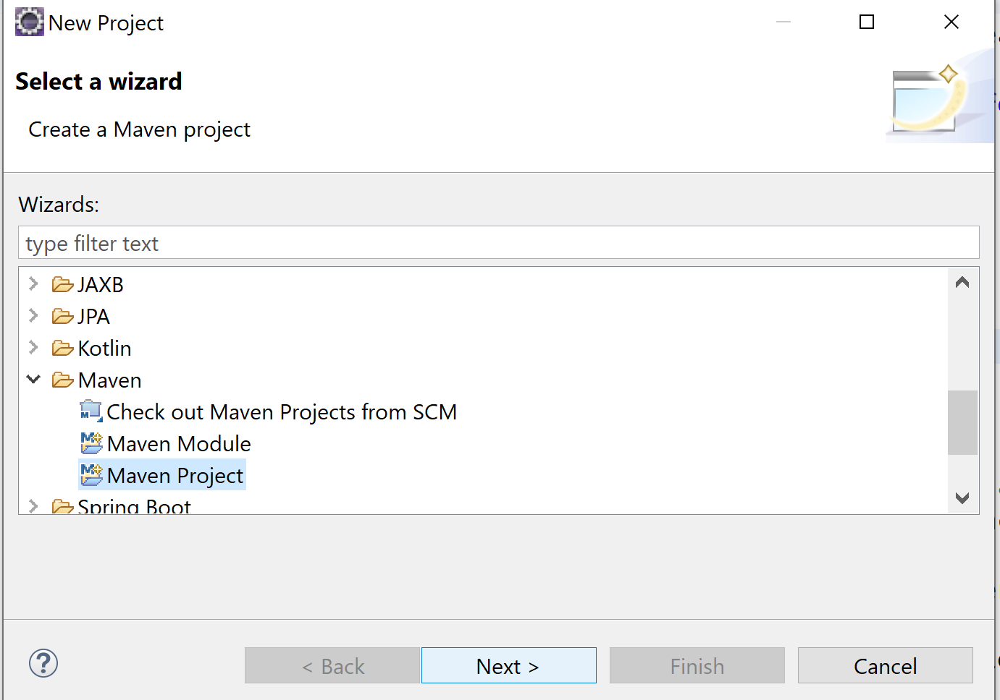 New Project
Select a wizard
Create a Maven project
Wizards:
type filter text
JAXB
JPA
Kotlin
Maven
Check out Maven Projects from SCM
Maven Module
Maven Project
Spring Boot
< Back Next > Finish Cancel